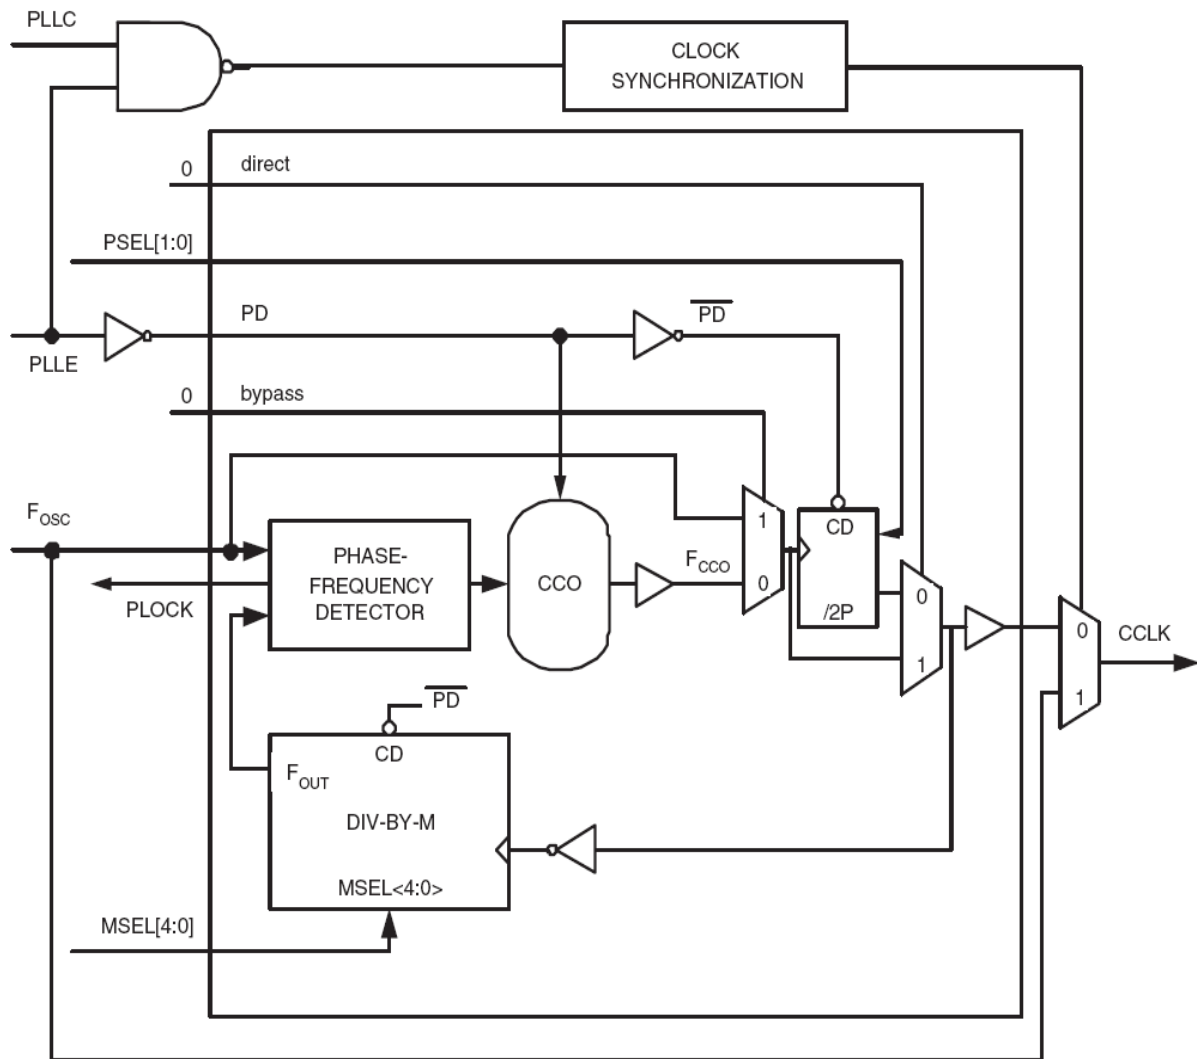 PLLC
CLOCK
SYNCHRONIZATION
0 direct
PSEL[1:0]
PD
PD
PLLE
0 bypass
FOSC
PLOCK
PHASE-
FREQUENCY
DETECTOR
CCO
FCCO
1
0
CD
/2P
0
1
0
1
CCLK
PD
CD
FOUT
DIV-BY-M
MSEL<4:0>
MSEL[4:0]